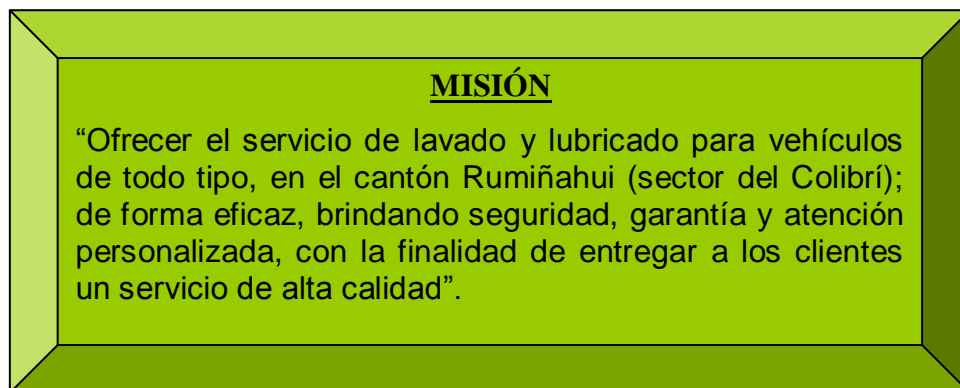 MISIÓN
“Ofrecer el servicio de lavado y lubricado para vehículos
de todo tipo, en el cantón Rumiñahui (sector del Colibrí);
de forma eficaz, brindando seguridad, garantía y atención
personalizada, con la finalidad de entregar a los clientes
un servicio de alta calidad”.